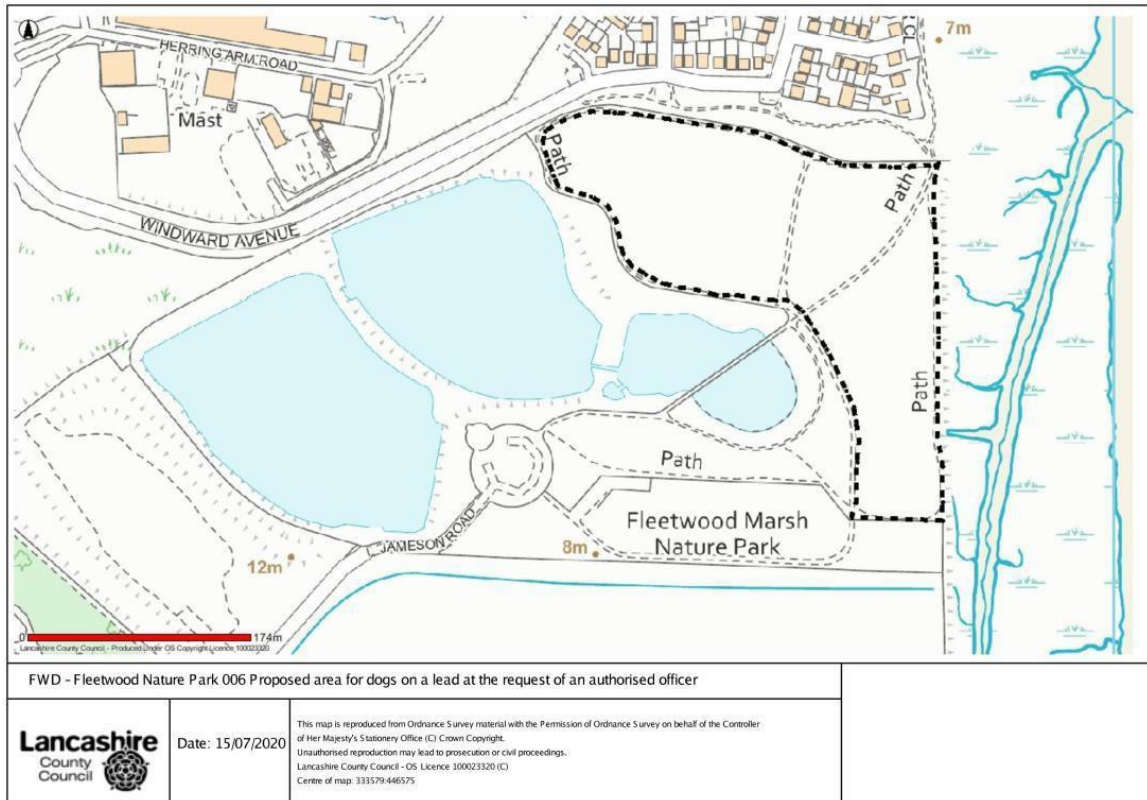 7m
CL
HERRING ARM ROAD
Mast
Path
Path
WINDWARD AVENUE
Path
Path
Fleetwood Marsh
Nature Park
JAMESON ROAD
8m
12m
0 174m
Lancashire County Council - Produced Under OS Copyright Licence 100023320
FWD - Fleetwood Nature Park 006 Proposed area for dogs on a lead at the request of an authorised officer
Lancashire
County
Council
Date: 15/07/2020
This map is reproduced from Ordnance Survey material with the Permission of Ordnance Survey on behalf of the Controller
of Her Majesty's Stationery Office (C) Crown Copyright.
Unauthorised reproduction may lead to prosecution or civil proceedings.
Lancashire County Council - OS Licence 100023320 (C)
Centre of map: 333579:446575